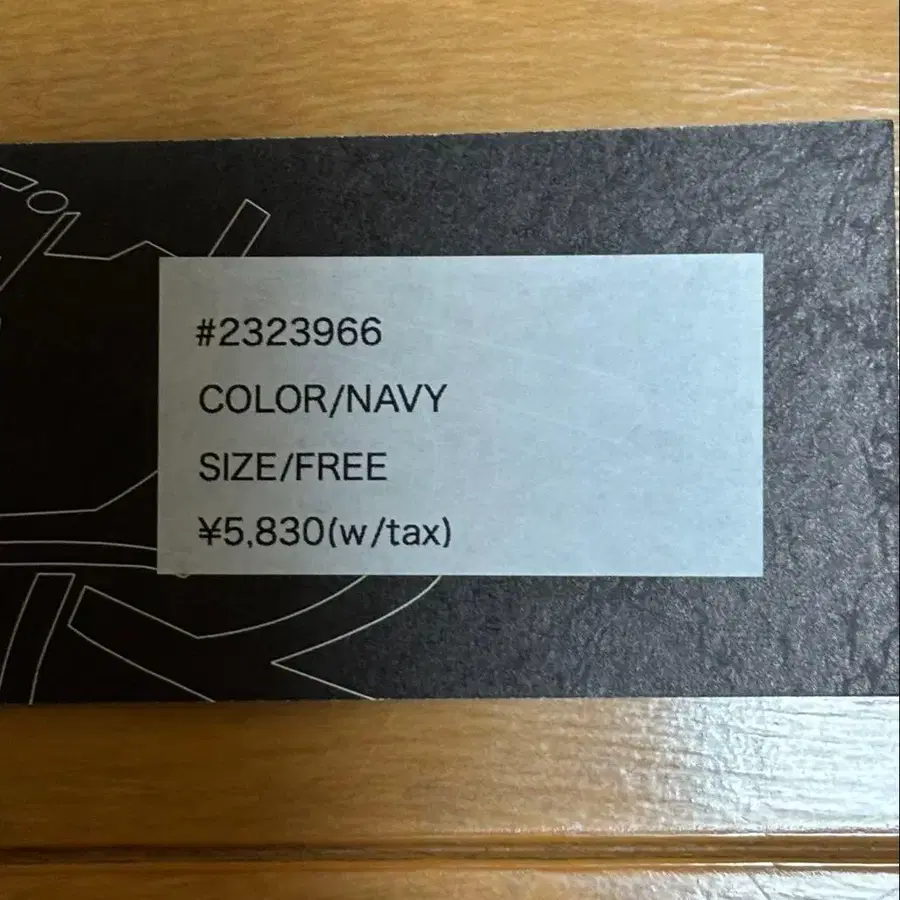 #2323966
COLOR/NAVY
SIZE/FREE
¥5,830(w/tax)